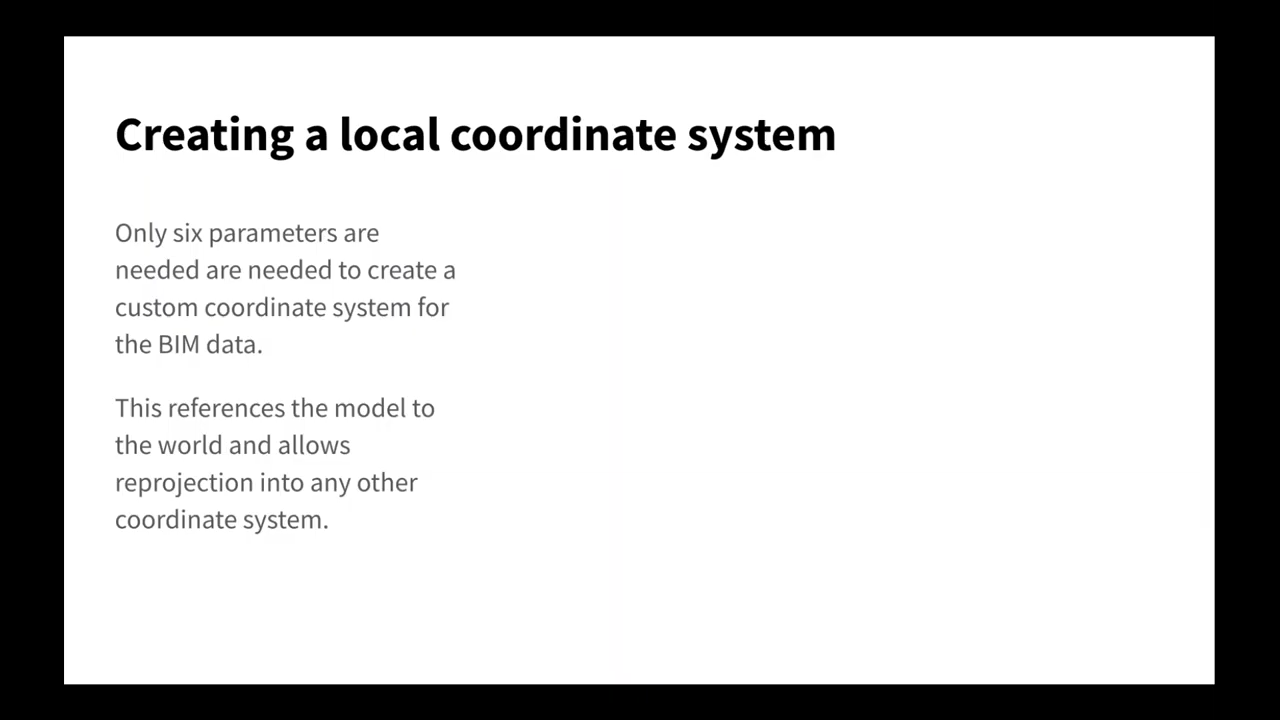 Creating a local coordinate system
Only six parameters are
needed are needed to create a
custom coordinate system for
the BIM data.
This references the model to
the world and allows
reprojection into any other
coordinate system.